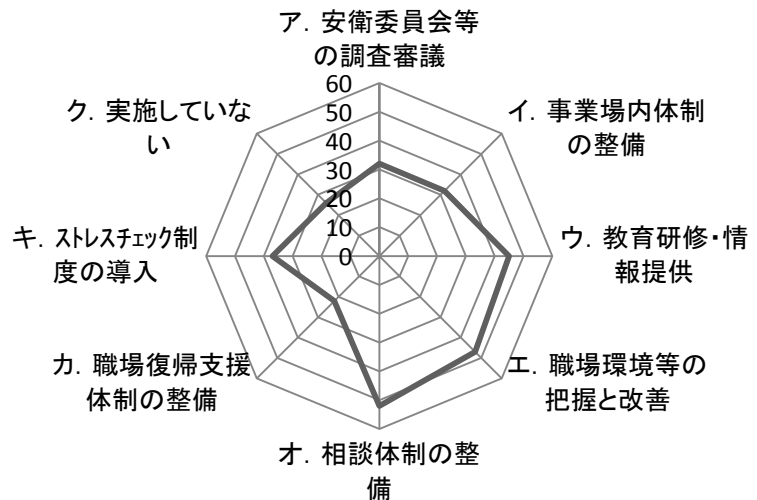 ア．安衛委員会等
の調査審議
60
50
40
30
20
10
0
イ．事業場内体制
の整備
ウ．教育研修・情
報提供
エ．職場環境等の
把握と改善
オ．相談体制の整
備
カ．職場復帰支援
体制の整備
キ．ｽﾄﾚｽﾁｪｯｸ制
度の導入
ク．実施していな
い